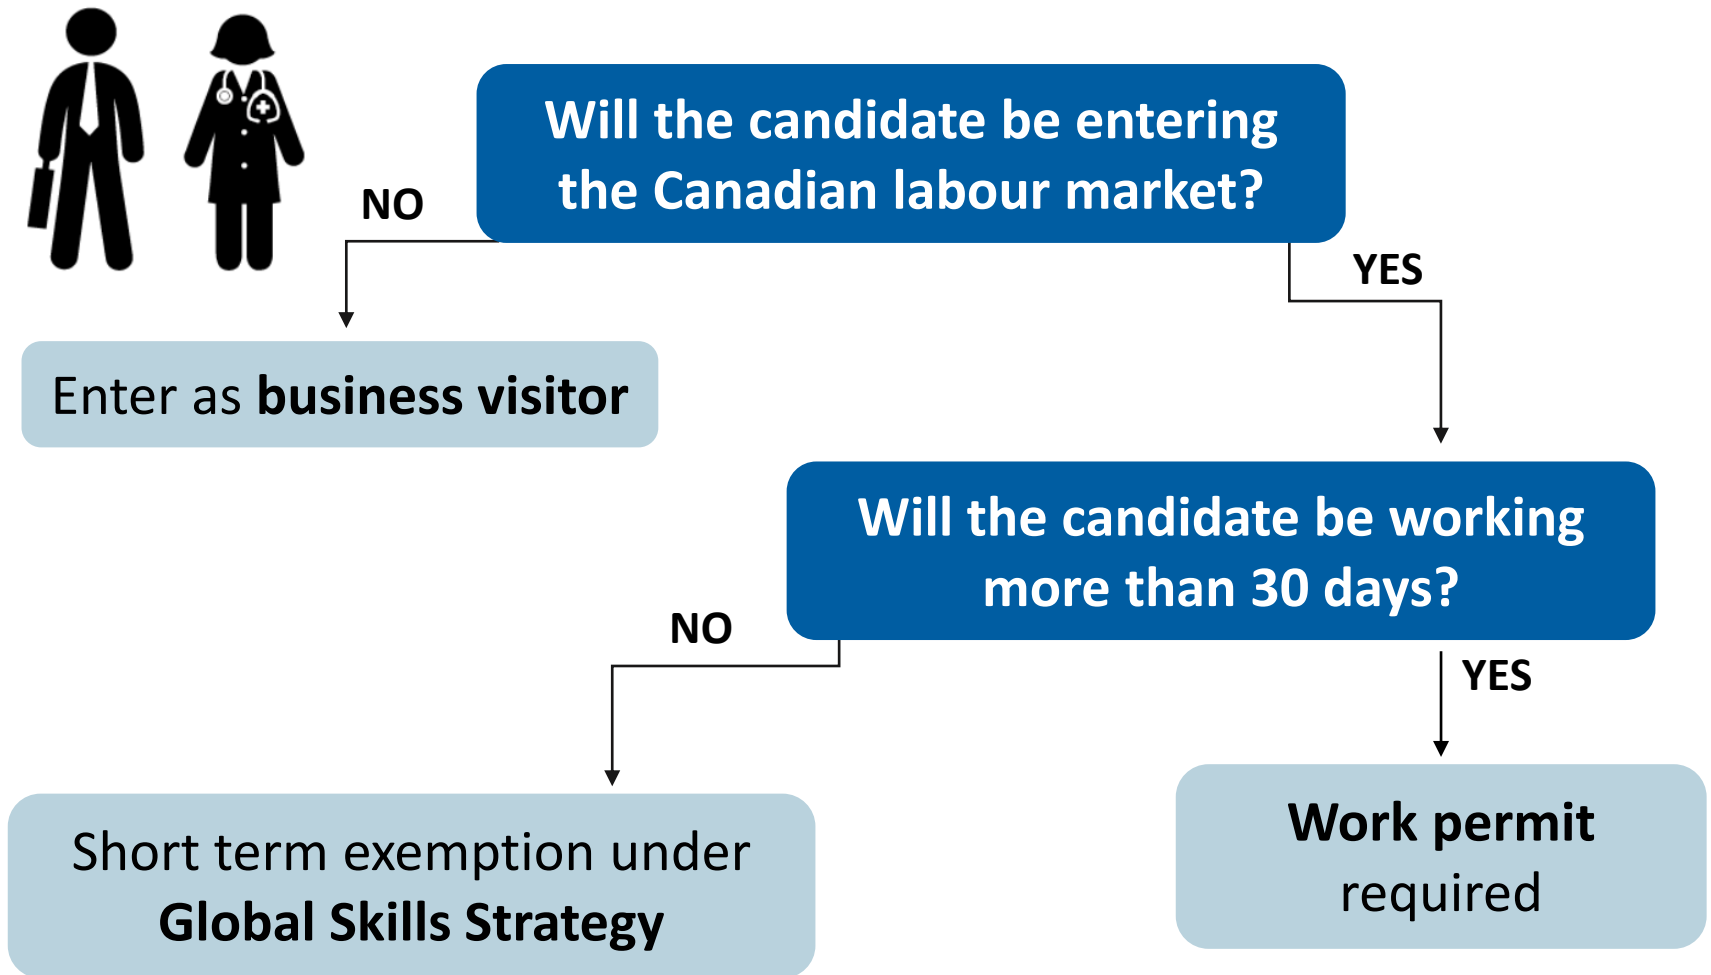 Will the candidate be entering
the Canadian labour market?
NO
YES
Enter as business visitor
Will the candidate be working
more than 30 days?
NO
YES
Short term exemption under
Global Skills Strategy
Work permit
required